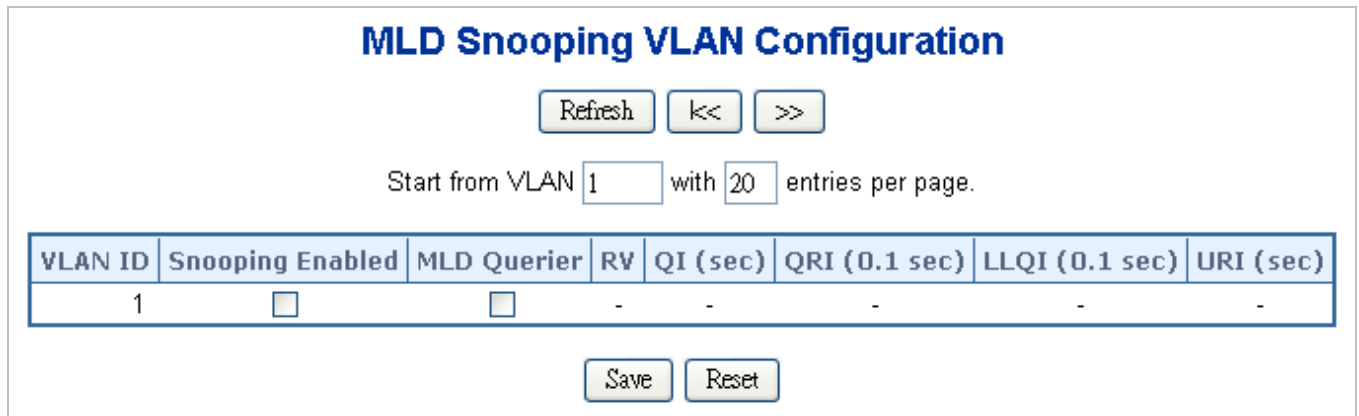 MLD Snooping VLAN Configuration
Refresh k<< >>
Start from VLAN 1 with 20 entries per page.
VLAN ID Snooping Enabled MLD Querier RV QI (sec) QRI (0.1 sec) LLQI (0.1 sec) URI (sec)
1 - - - - -
Save Reset